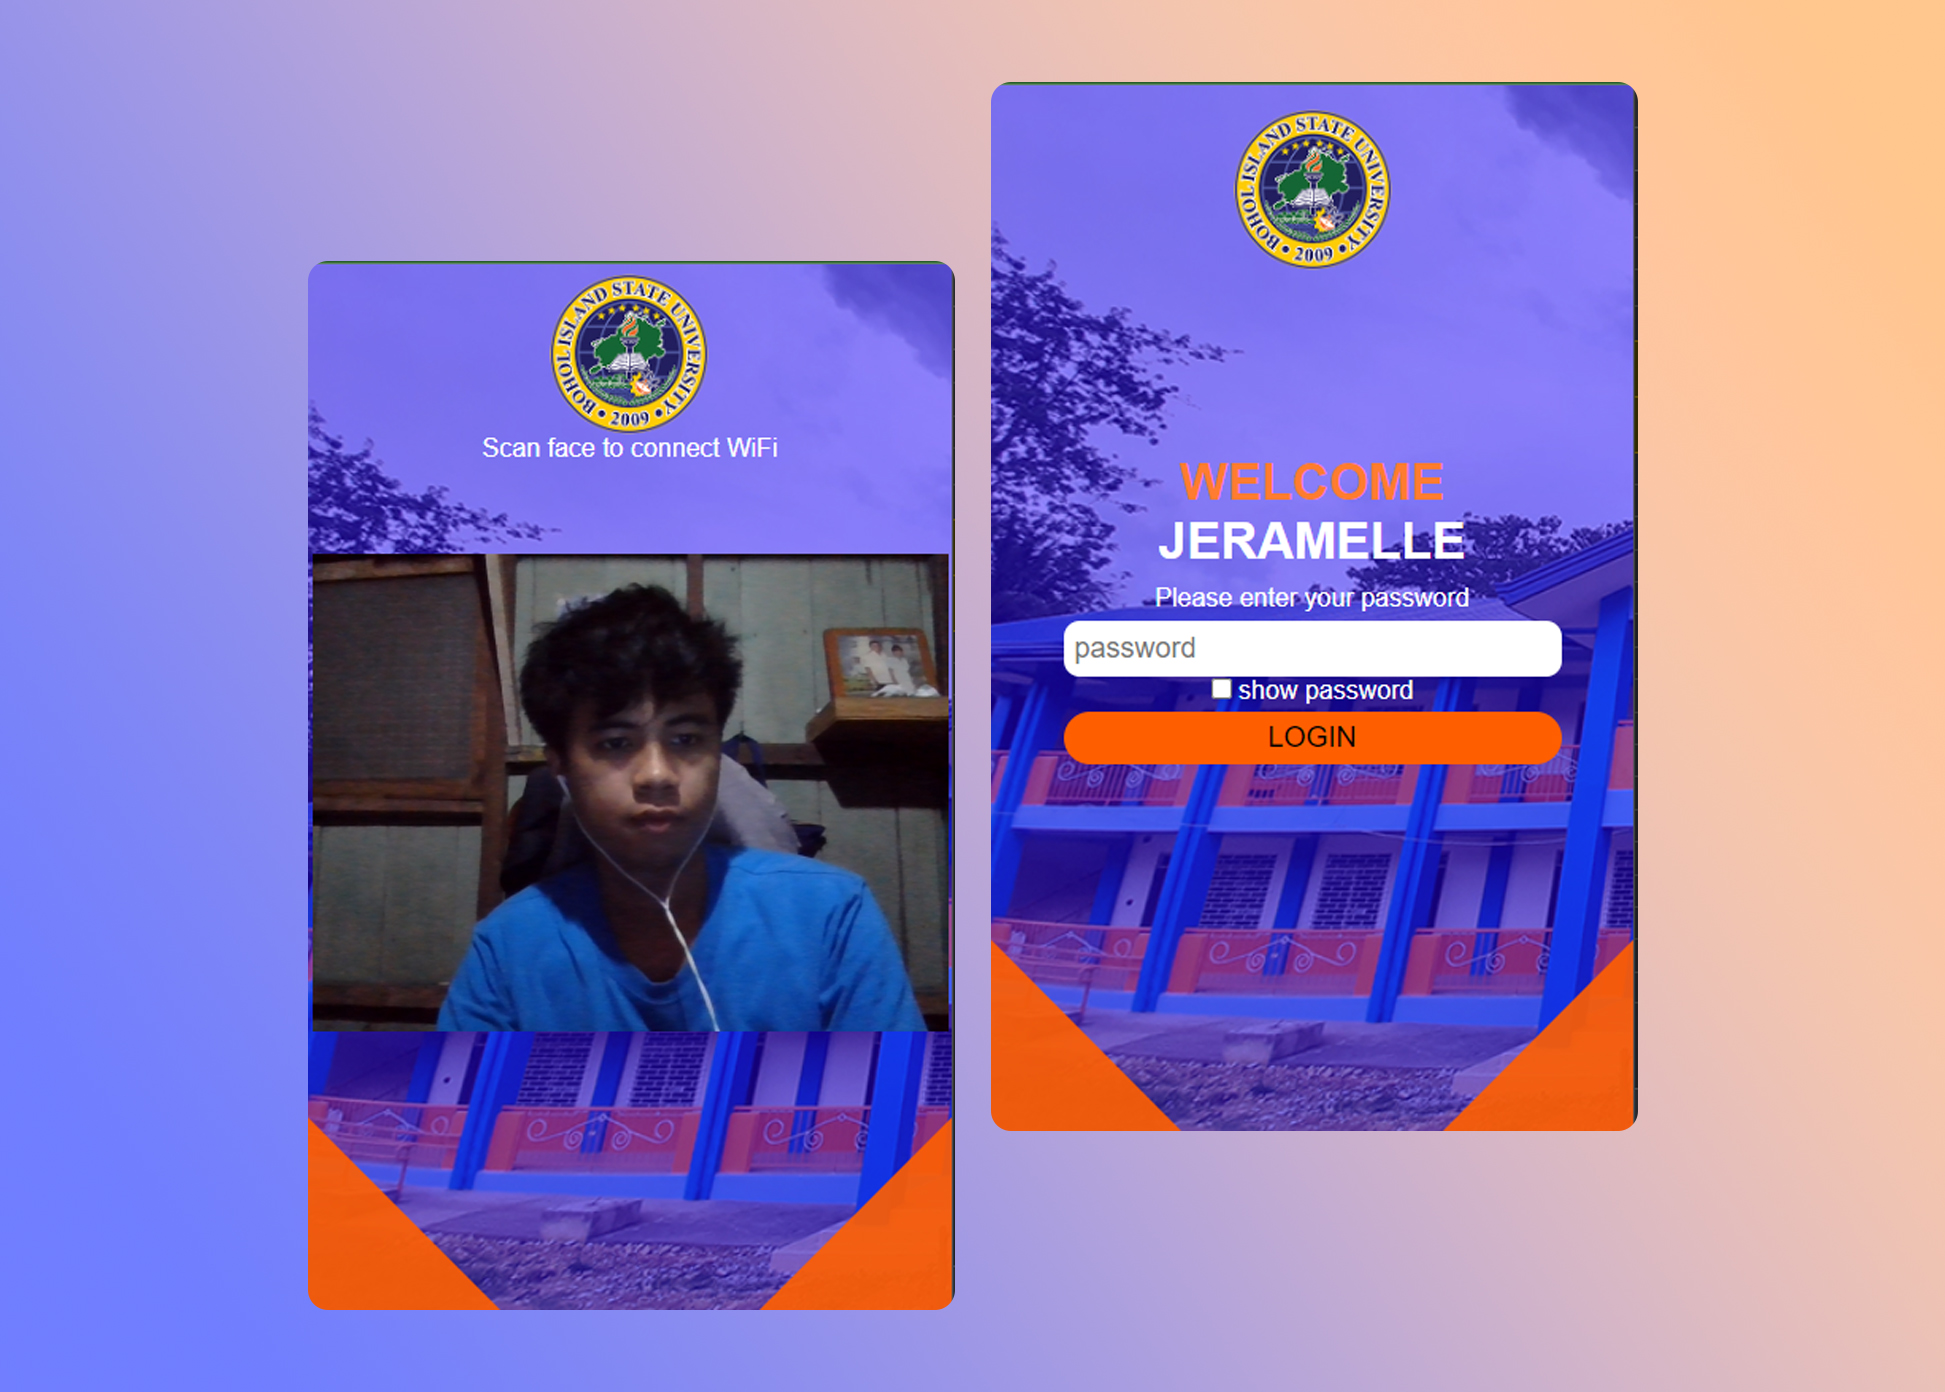 BOHOL ISLAND STATE UNIVERSITY
• 2009 •
Scan face to connect WiFi
BOHOL ISLAND STATE UNIVERSITY
• 2009 •
WELCOME
JERAMELLE
Please enter your password
password
show password
LOGIN